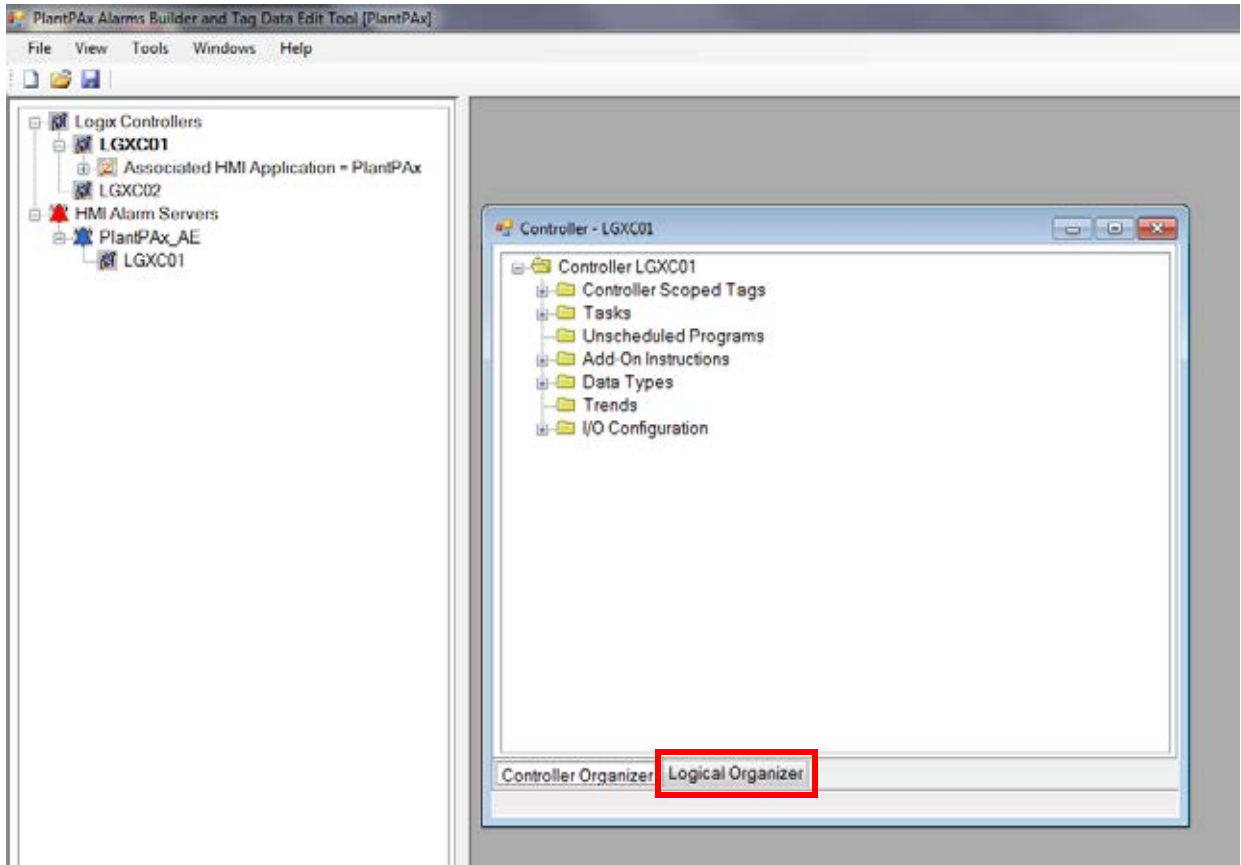 PlantPAx Alarms Builder and Tag Data Edit Tool [PlantPAx]
File View Tools Windows Help
Logix Controllers
LGXC01
Associated HMI Application = PlantPAx
LGXC02
HMI Alarm Servers
PlantPAx_AE
LGXC01
Controller - LGXC01
Controller LGXC01
Controller Scoped Tags
Tasks
Unscheduled Programs
Add-On Instructions
Data Types
Trends
I/O Configuration
Controller Organizer Logical Organizer